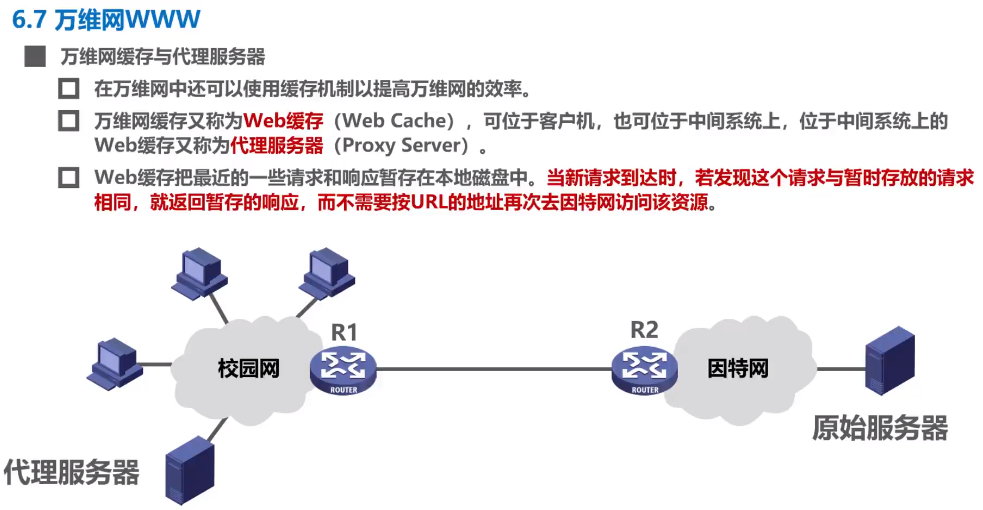 6.7 万维网WWW
万维网缓存与代理服务器
在万维网中还可以使用缓存机制以提高万维网的效率。
万维网缓存又称为Web缓存（Web Cache），可位于客户机，也可位于中间系统上，位于中间系统上的
Web缓存又称为代理服务器（Proxy Server）。
Web缓存把最近的一些请求和响应暂存在本地磁盘中。当新请求到达时，若发现这个请求与暂时存放的请求
相同，就返回暂存的响应，而不需要按URL的地址再次去因特网访问该资源。
R1
R2
校园网
ROUTER
ROUTER
因特网
原始服务器
代理服务器